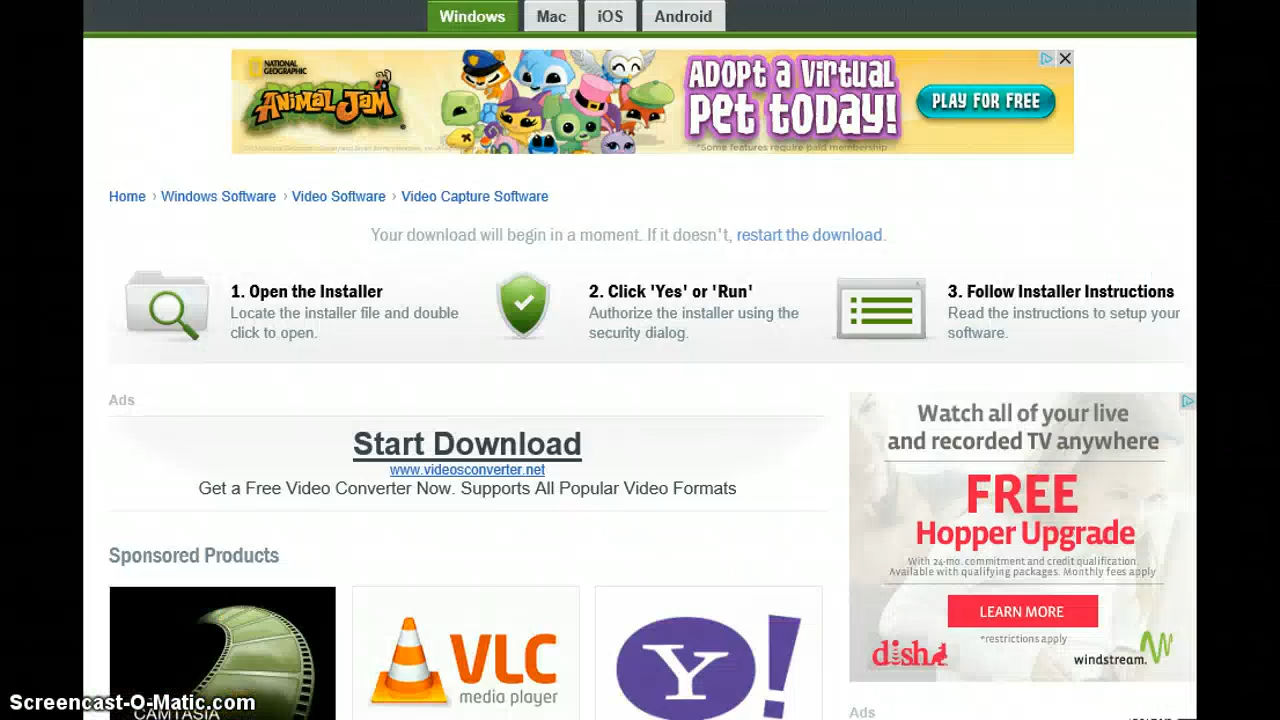 Windows Mac iOS Android
NATIONAL
GEOGRAPHIC
ANIMAL JAM
ADOPT A VIRTUAL
PET TODAY!
*Some features require paid membership
PLAY FOR FREE
Home › Windows Software › Video Software › Video Capture Software
Your download will begin in a moment. If it doesn't, restart the download.
1. Open the Installer
Locate the installer file and double
click to open.
2. Click 'Yes' or 'Run'
Authorize the installer using the
security dialog.
3. Follow Installer Instructions
Read the instructions to setup your
software.
Ads
Start Download
www.videosconverter.net
Get a Free Video Converter Now. Supports All Popular Video Formats
Watch all of your live
and recorded TV anywhere
FREE
Hopper Upgrade
With 24-mo. commitment and credit qualification.
Available with qualifying packages. Monthly fees apply
LEARN MORE
*restrictions apply
dish
windstream.
Sponsored Products
CAMTASIA
VLC
media player
Y!
Ads
Screencast-O-Matic.com